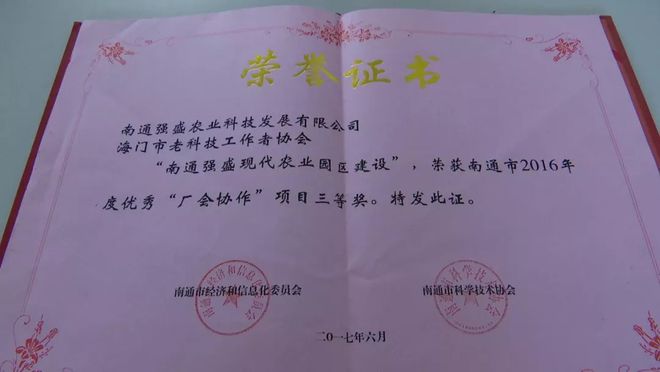 荣誉证书
南通强盛农业科技发展有限公司
海门市老科技工作者协会
“南通强盛现代农业园区建设”，荣获南通市2016年
度优秀“厂会协作”项目三等奖。特发此证。
南通市经济和信息化委员会
南通市科学技术协会
二〇一七年六月